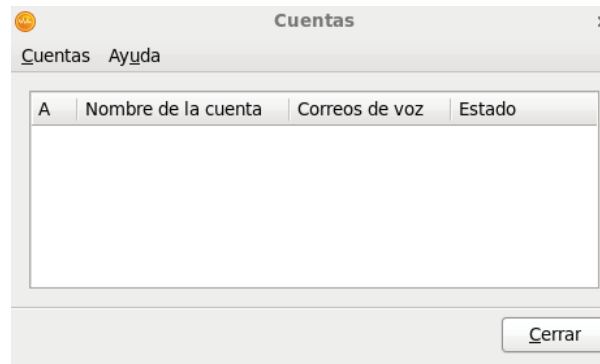 Cuentas
Cuentas Ayuda
A Nombre de la cuenta Correos de voz Estado
Cerrar